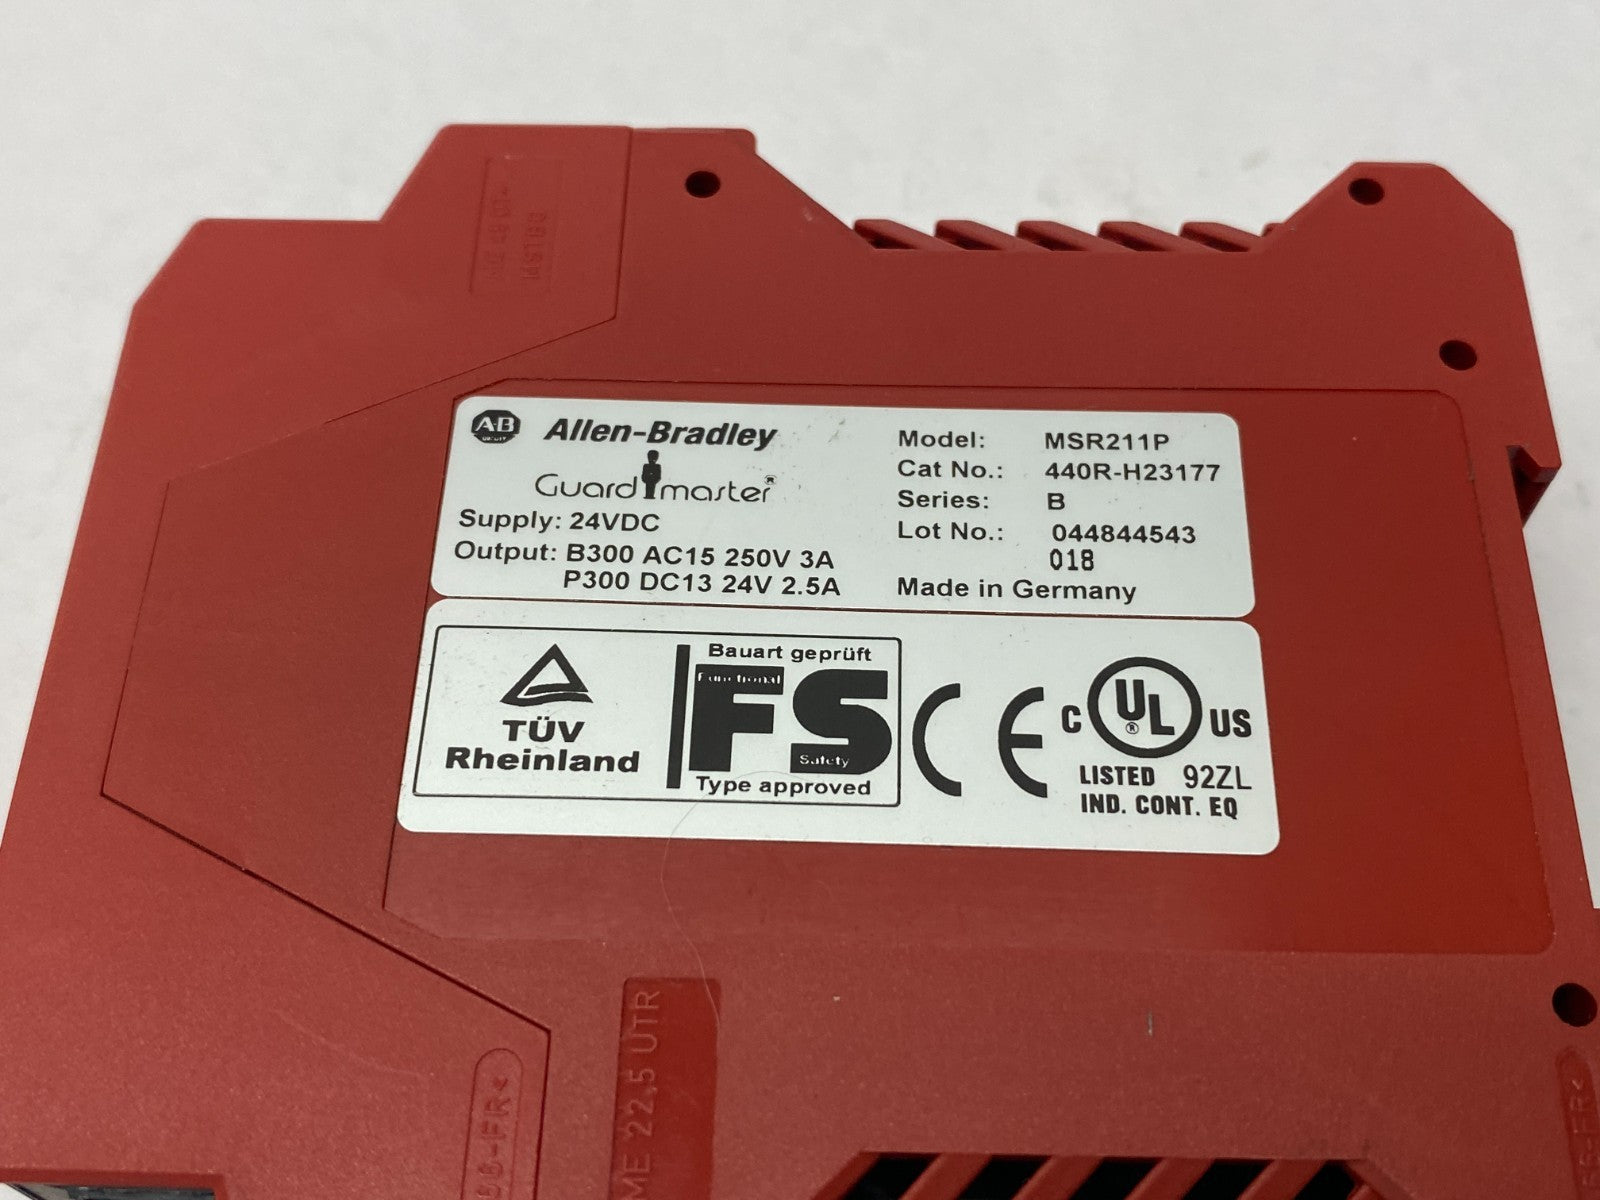 AB
Allen-Bradley
Guardmaster®
Supply: 24VDC
Output: B300 AC15 250V 3A
P300 DC13 24V 2.5A
Model: MSR211P
Cat No.: 440R-H23177
Series: B
Lot No.: 044844543
018
Made in Germany
TÜV
Rheinland
Bauart geprüft
Functional
FS
Safety
Type approved
CE
C UL® US
LISTED 92ZL
IND. CONT. EQ
ME 22,5 UTR
-FR<